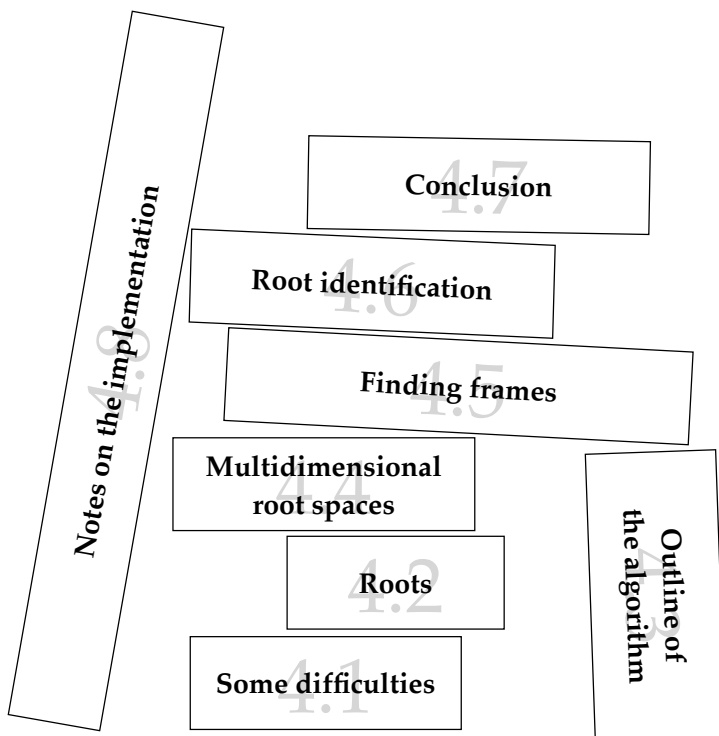 4.7
Conclusion
4.6
Root identification
4.5
Finding frames
4.8
Notes on the implementation
4.4
Multidimensional
root spaces
4.3
Outline of
the algorithm
4.2
Roots
4.1
Some difficulties